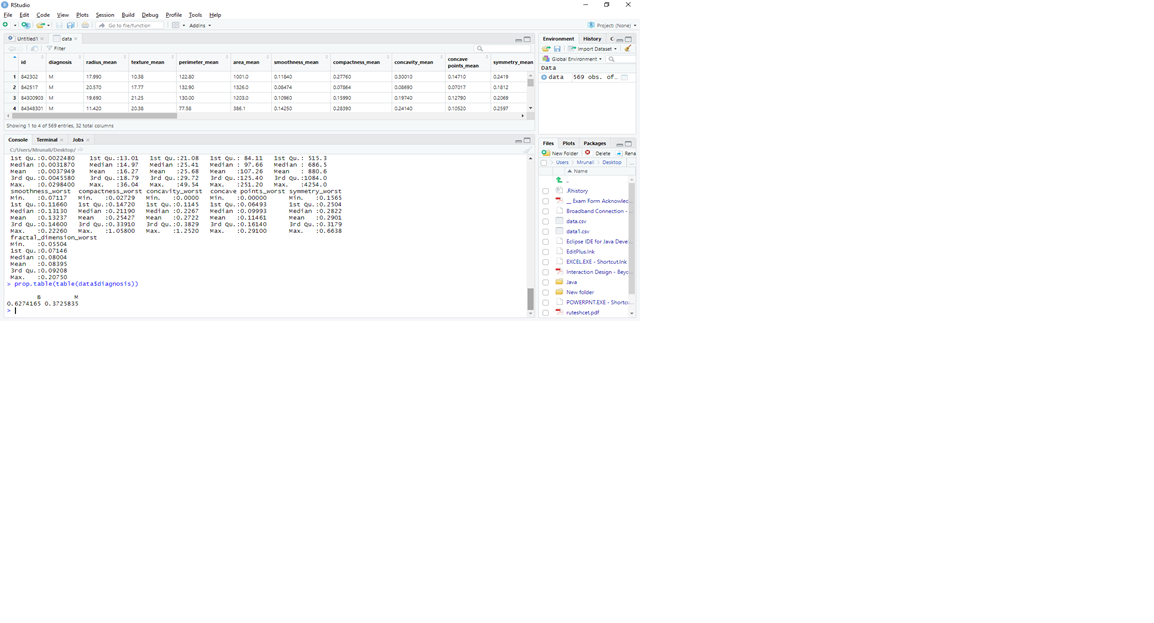 RStudio
File Edit Code View Plots Session Build Debug Profile Tools Help
Go to file/function Addins
Project: (None)
Untitled1 data
Filter
id diagnosis radius_mean texture_mean perimeter_mean area_mean smoothness_mean compactness_mean concavity_mean concave points_mean symmetry_mean
1 842302 M 17.990 10.38 122.80 1001.0 0.11840 0.27760 0.30010 0.14710 0.2419
2 842517 M 20.570 17.77 132.90 1326.0 0.08474 0.07864 0.08690 0.07017 0.1812
3 84300903 M 19.690 21.25 130.00 1203.0 0.10960 0.15990 0.19740 0.12790 0.2069
4 84348301 M 11.420 20.38 77.58 386.1 0.14250 0.28390 0.24140 0.10520 0.2597
Showing 1 to 4 of 569 entries, 32 total columns
Console Terminal Jobs
C:/Users/Mrunali/Desktop/
1st Qu.:0.0022480 1st Qu.:13.01 1st Qu.:21.08 1st Qu.: 84.11 1st Qu.: 515.3
Median :0.0031870 Median :14.97 Median :25.41 Median : 97.66 Median : 686.5
Mean :0.0037949 Mean :16.27 Mean :25.68 Mean :107.26 Mean : 880.6
3rd Qu.:0.0045580 3rd Qu.:18.79 3rd Qu.:29.72 3rd Qu.:125.40 3rd Qu.:1084.0
Max. :0.0298400 Max. :36.04 Max. :49.54 Max. :251.20 Max. :4254.0
smoothness_worst compactness_worst concavity_worst concave points_worst symmetry_worst
Min. :0.07117 Min. :0.02729 Min. :0.0000 Min. :0.00000 Min. :0.1565
1st Qu.:0.11660 1st Qu.:0.14720 1st Qu.:0.1145 1st Qu.:0.06493 1st Qu.:0.2504
Median :0.13130 Median :0.21190 Median :0.2267 Median :0.09993 Median :0.2822
Mean :0.13237 Mean :0.25427 Mean :0.2722 Mean :0.11461 Mean :0.2901
3rd Qu.:0.14600 3rd Qu.:0.33910 3rd Qu.:0.3829 3rd Qu.:0.16140 3rd Qu.:0.3179
Max. :0.22260 Max. :1.05800 Max. :1.2520 Max. :0.29100 Max. :0.6638
fractal_dimension_worst
Min. :0.05504
1st Qu.:0.07146
Median :0.08004
Mean :0.08395
3rd Qu.:0.09208
Max. :0.20750
> prop.table(table(data$diagnosis))
B M
0.6274165 0.3725835
>
Environment History C
Import Dataset
Global Environment
Data
data 569 obs. of…
Files Plots Packages
New Folder Delete Rena
Users Mrunali Desktop ...
Name
..
.Rhistory
__ Exam Form Acknowlec
Broadband Connection -
data.csv
data1.csv
Eclipse IDE for Java Deve
EditPlus.lnk
EXCEL.EXE - Shortcut.lnk
Interaction Design - Beyc
Java
New folder
POWERPNT.EXE - Shortcu
ruteshcet.pdf